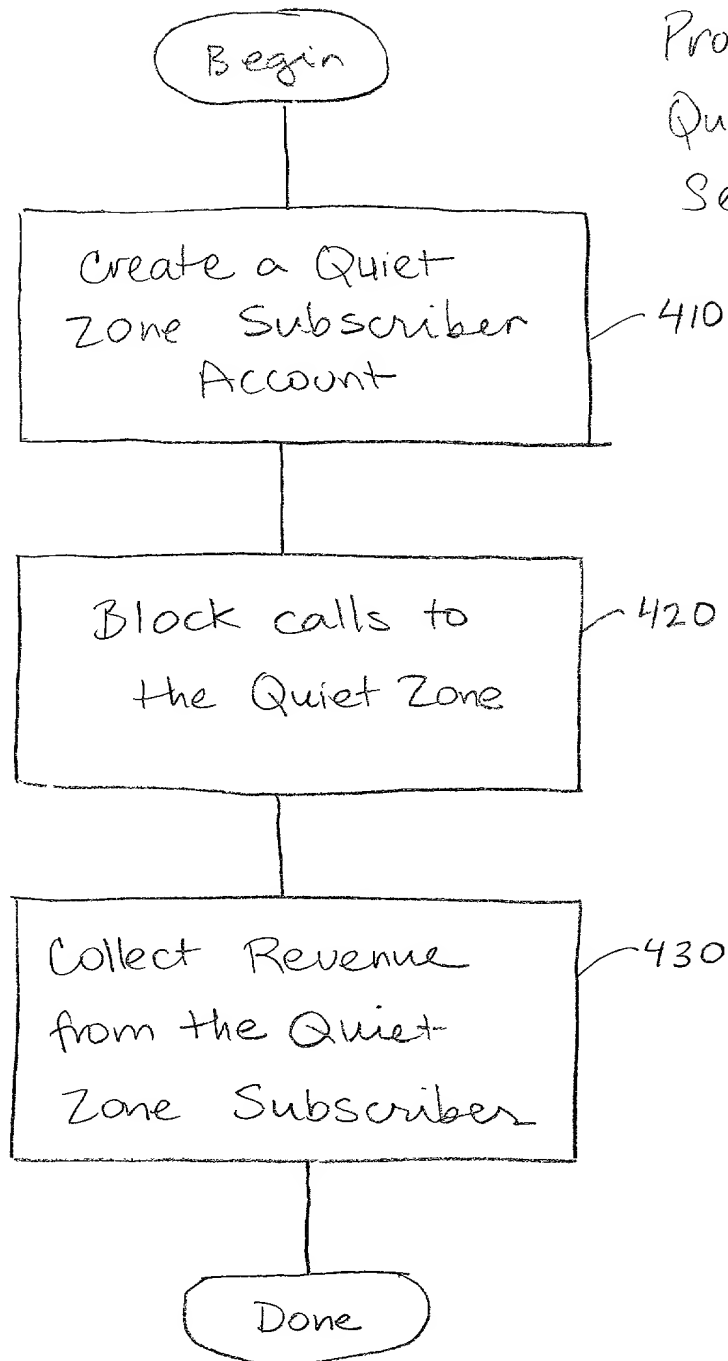 Begin
Create a Quiet
Zone Subscriber
Account
410
Block calls to
the Quiet Zone
420
Collect Revenue
from the Quiet
Zone Subscriber
430
Done